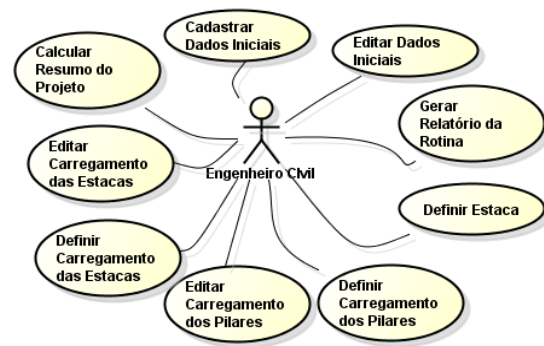 Cadastrar
Dados Iniciais
Editar Dados
Iniciais
Calcular
Resumo do
Projeto
Gerar
Relatório da
Rotina
Editar
Carregamento
das Estacas
Engenheiro Civil
Definir Estaca
Definir
Carregamento
das Estacas
Editar
Carregamento
dos Pilares
Definir
Carregamento
dos Pilares